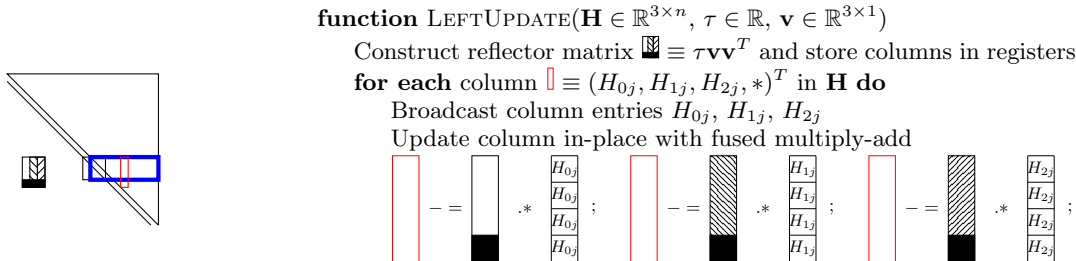 function LEFTUPDATE(H ∈ ℝ^{3×n}, τ ∈ ℝ, v ∈ ℝ^{3×1})
Construct reflector matrix ≡ τvv^T and store columns in registers
for each column ≡ (H_{0j}, H_{1j}, H_{2j}, *)^T in H do
Broadcast column entries H_{0j}, H_{1j}, H_{2j}
Update column in-place with fused multiply-add
H_{0j} H_{1j} H_{2j}
H_{0j} H_{1j} H_{2j}
− = .* ; − = .* ; − = .* ;
H_{0j} H_{1j} H_{2j}
H_{0j} H_{1j} H_{2j}